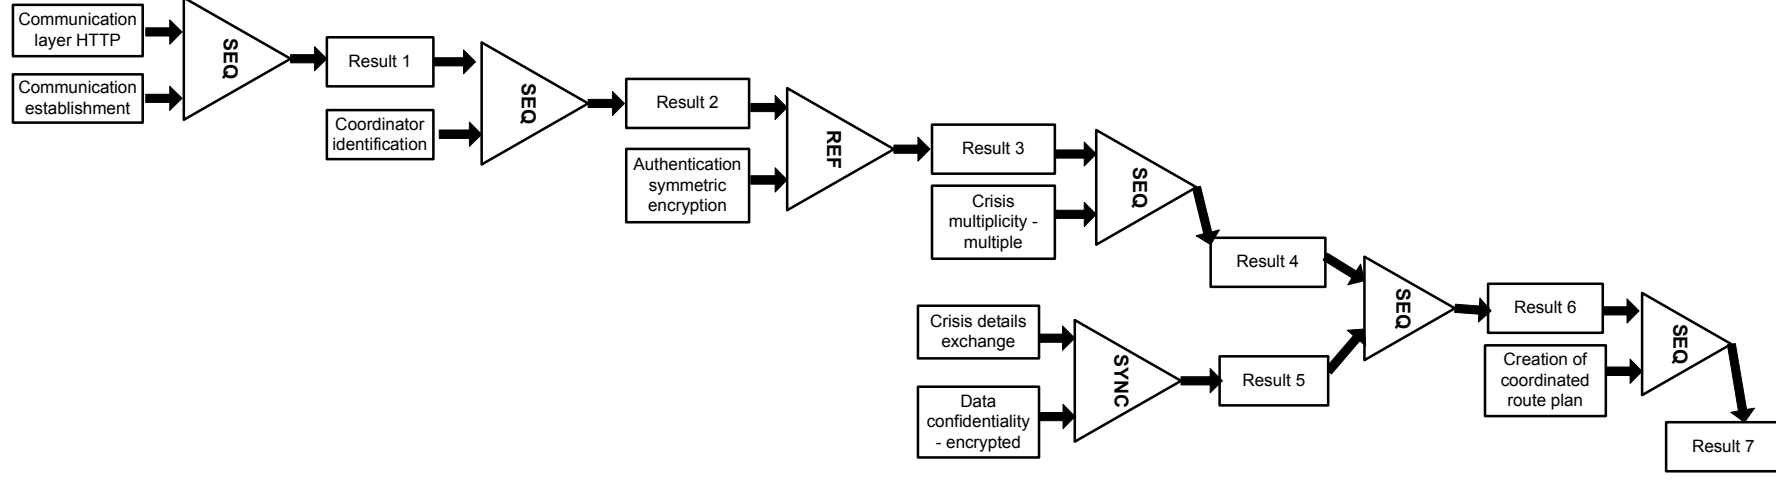 Communication
layer HTTP
Communication
establishment
SEQ
Result 1
Coordinator
identification
SEQ
Result 2
Authentication
symmetric
encryption
REF
Result 3
Crisis
multiplicity -
multiple
SEQ
Result 4
Crisis details
exchange
Data
confidentiality
- encrypted
SYNC
Result 5
SEQ
Result 6
Creation of
coordinated
route plan
SEQ
Result 7